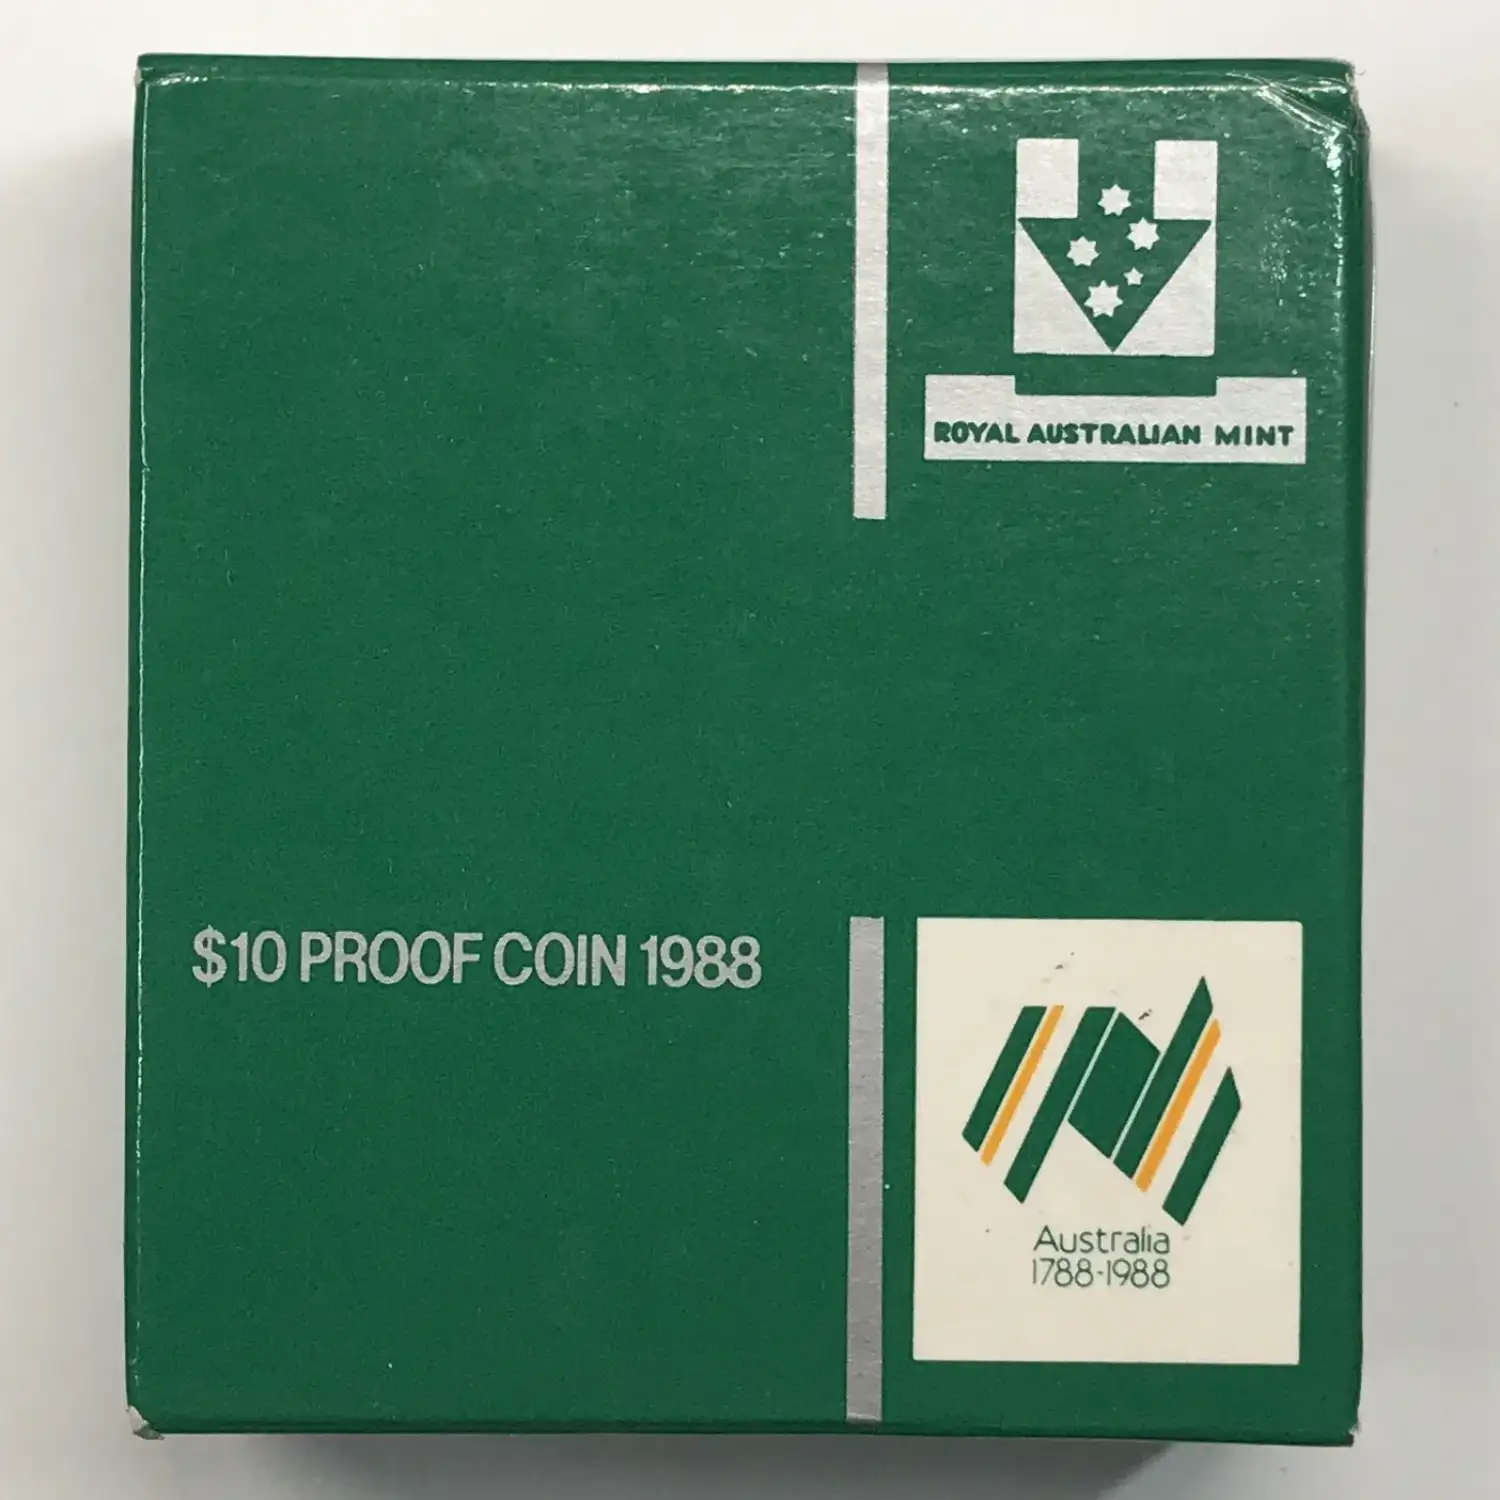 ROYAL AUSTRALIAN MINT
$10 PROOF COIN 1988
Australia
1788-1988